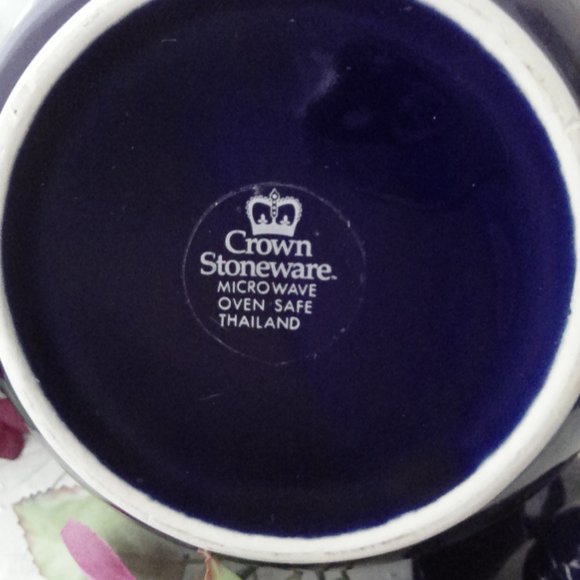 Crown
Stoneware™
MICROWAVE
OVEN SAFE
THAILAND